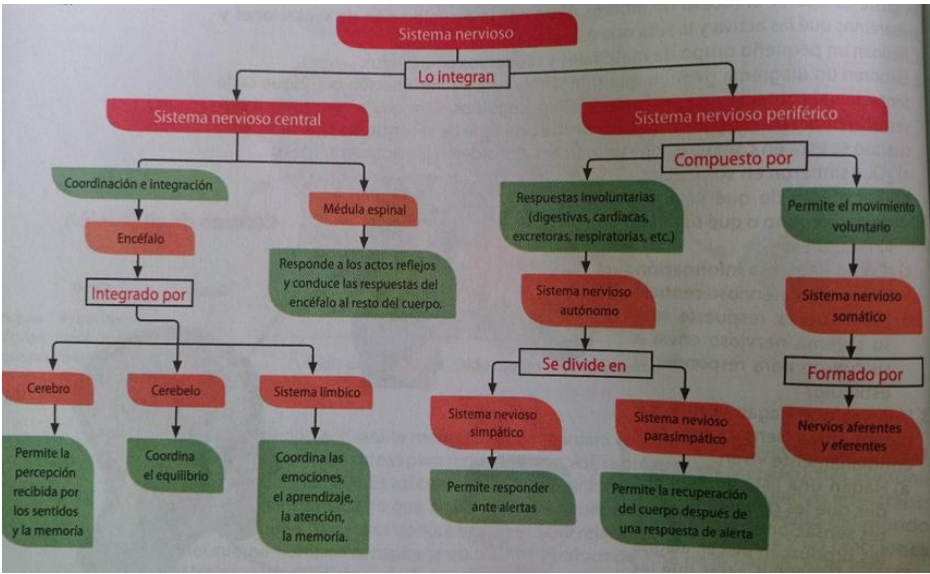 Sistema nervioso
Lo integran
Sistema nervioso central
Sistema nervioso periférico
Compuesto por
Coordinación e integración
Encéfalo
Integrado por
Médula espinal
Responde a los actos reflejos
y conduce las respuestas del
encéfalo al resto del cuerpo.
Cerebro
Permite la
percepción
recibida por
los sentidos
y la memoría
Cerebelo
Coordina
el equilibrio
Sistema límbico
Coordina las
emociones,
el aprendizaje,
la atención,
la memoría.
Respuestas involuntarias
(digestivas, cardiacas,
excretoras, respiratorias, etc.)
Sistema nervioso
autónomo
Se divide en
Sistema nevioso
simpático
Permite responder
ante alertas
Sistema nevioso
parasimpático
Permite la recuperación
del cuerpo después de
una respuesta de alerta
Permite el movimiento
voluntario
Sistema nervioso
somático
Formado por
Nervios aferentes
y eferentes